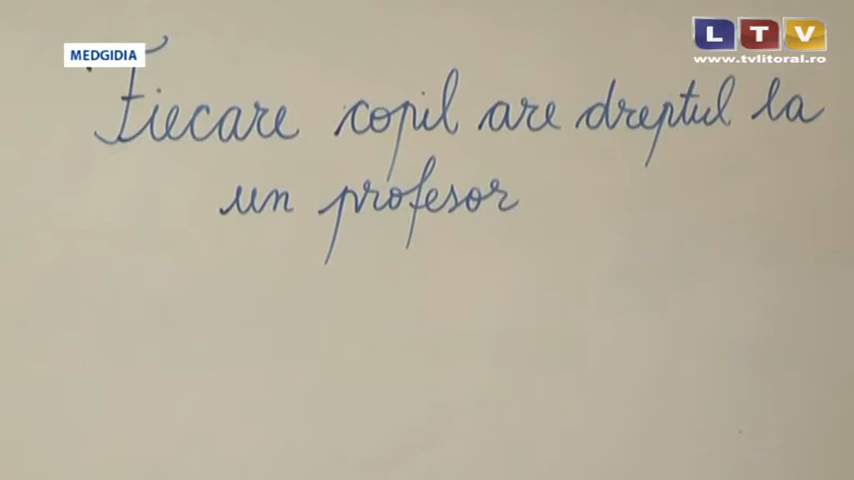 MEDGIDIA
LTV
www.tvlitoral.ro
Fiecare copil are dreptul la
un profesor